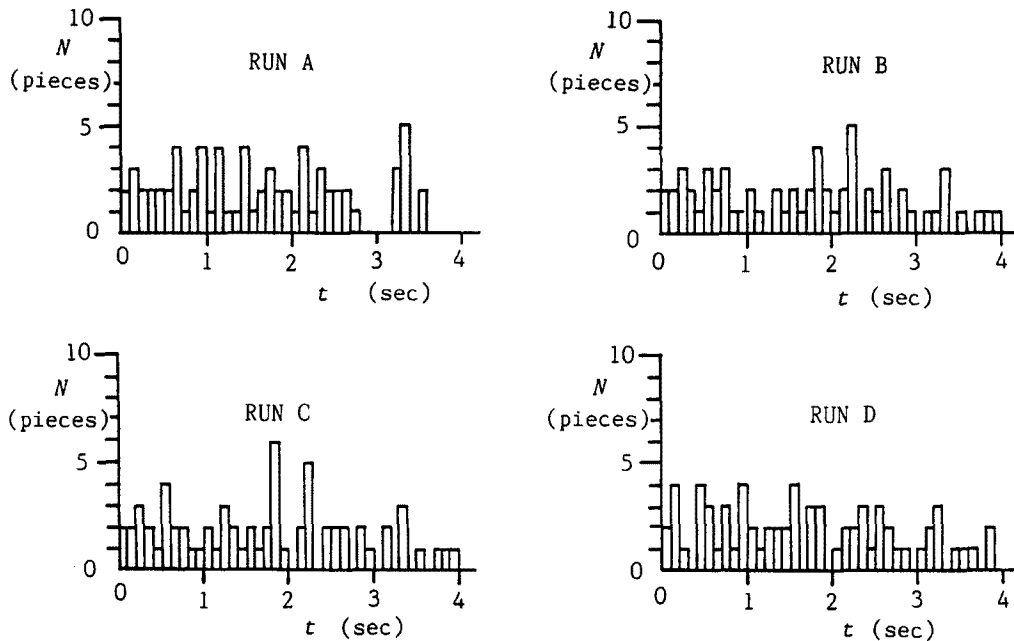 10
N
(pieces)
RUN A
5
0
0 1 2 3 4
t (sec)
10
N
(pieces)
RUN B
5
0
0 1 2 3 4
t (sec)
10
N
(pieces)
RUN C
5
0
0 1 2 3 4
t (sec)
10
N
(pieces)
RUN D
5
0
0 1 2 3 4
t (sec)